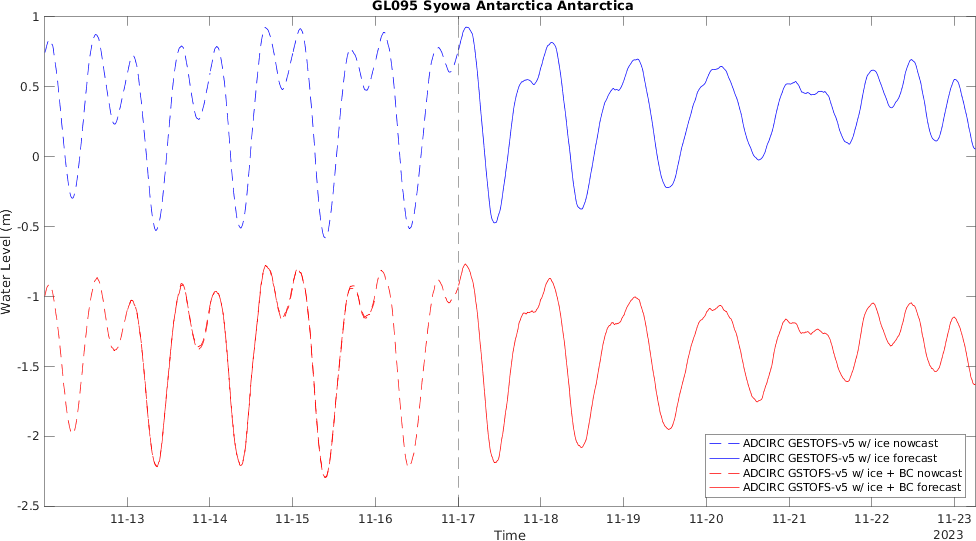 GL095 Syowa Antarctica Antarctica
1
0.5
0
-0.5
-1
-1.5
-2
-2.5
Water Level (m)
ADCIRC GESTOFS-v5 w/ ice nowcast
ADCIRC GESTOFS-v5 w/ ice forecast
ADCIRC GSTOFS-v5 w/ ice + BC nowcast
ADCIRC GSTOFS-v5 w/ ice + BC forecast
11-13 11-14 11-15 11-16 11-17 11-18 11-19 11-20 11-21 11-22 11-23
Time 2023